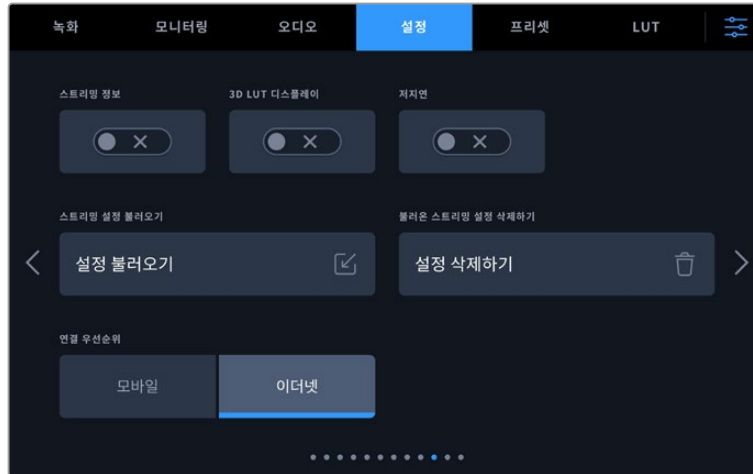 녹화 모니터링 오디오 설정 프리셋 LUT
스트리밍 정보 3D LUT 디스플레이 저지연
스트리밍 설정 불러오기 불러온 스트리밍 설정 삭제하기
설정 불러오기 설정 삭제하기
연결 우선순위
모바일 이더넷